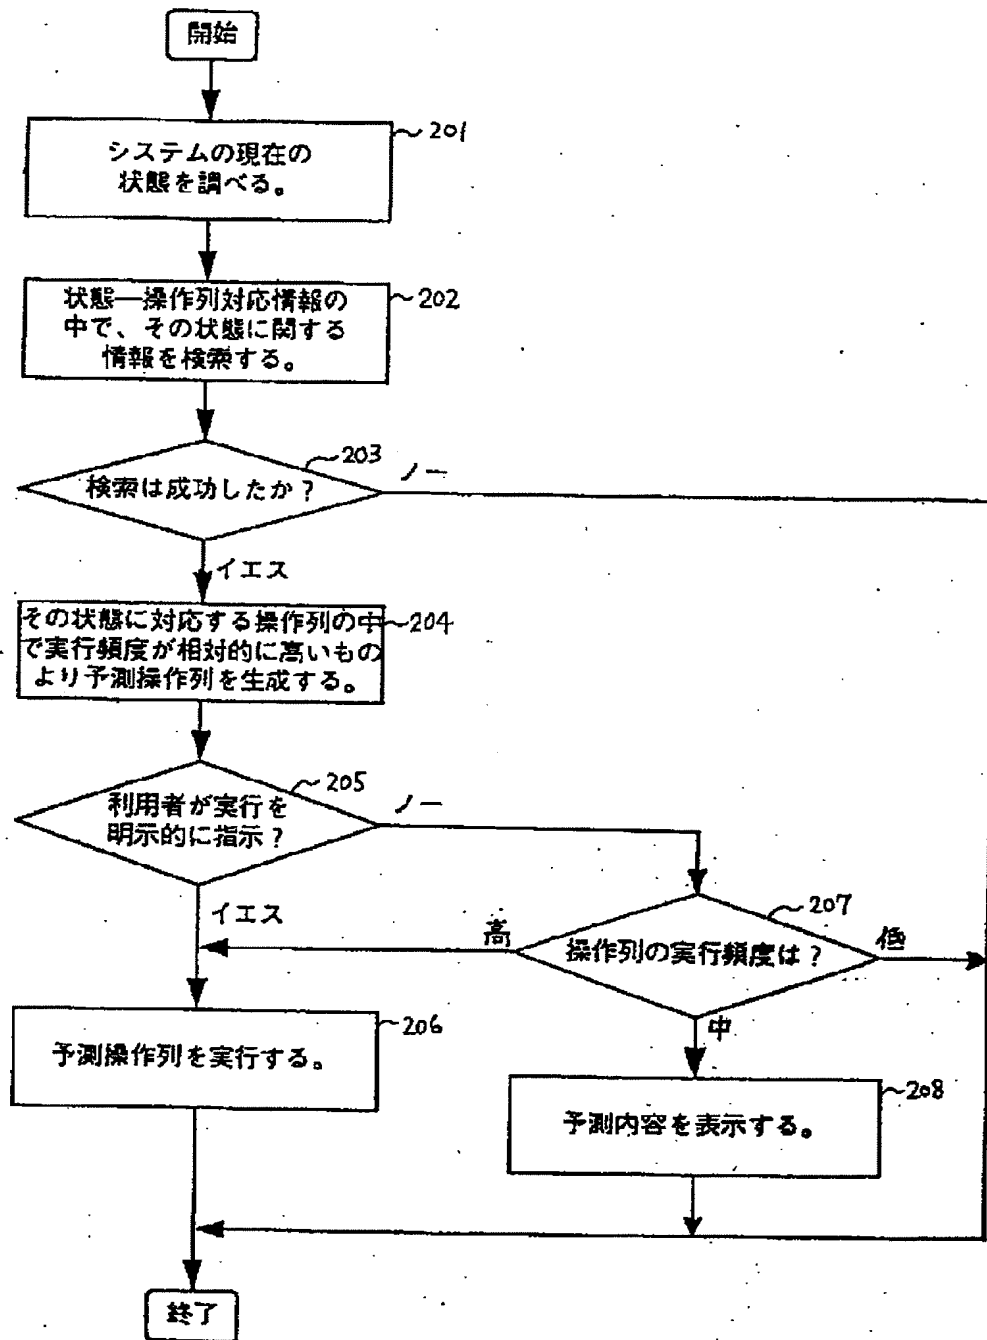 開始
201
システムの現在の
状態を調べる。
202
状態―操作列対応情報の
中で、その状態に関する
情報を検索する。
203
検索は成功したか？
ノー
イエス
204
その状態に対応する操作列の中
で実行頻度が相対的に高いもの
より予測操作列を生成する。
205
利用者が実行を
明示的に指示？
ノー
イエス
207
操作列の実行頻度は？
高
低
中
206
予測操作列を実行する。
208
予測内容を表示する。
終了